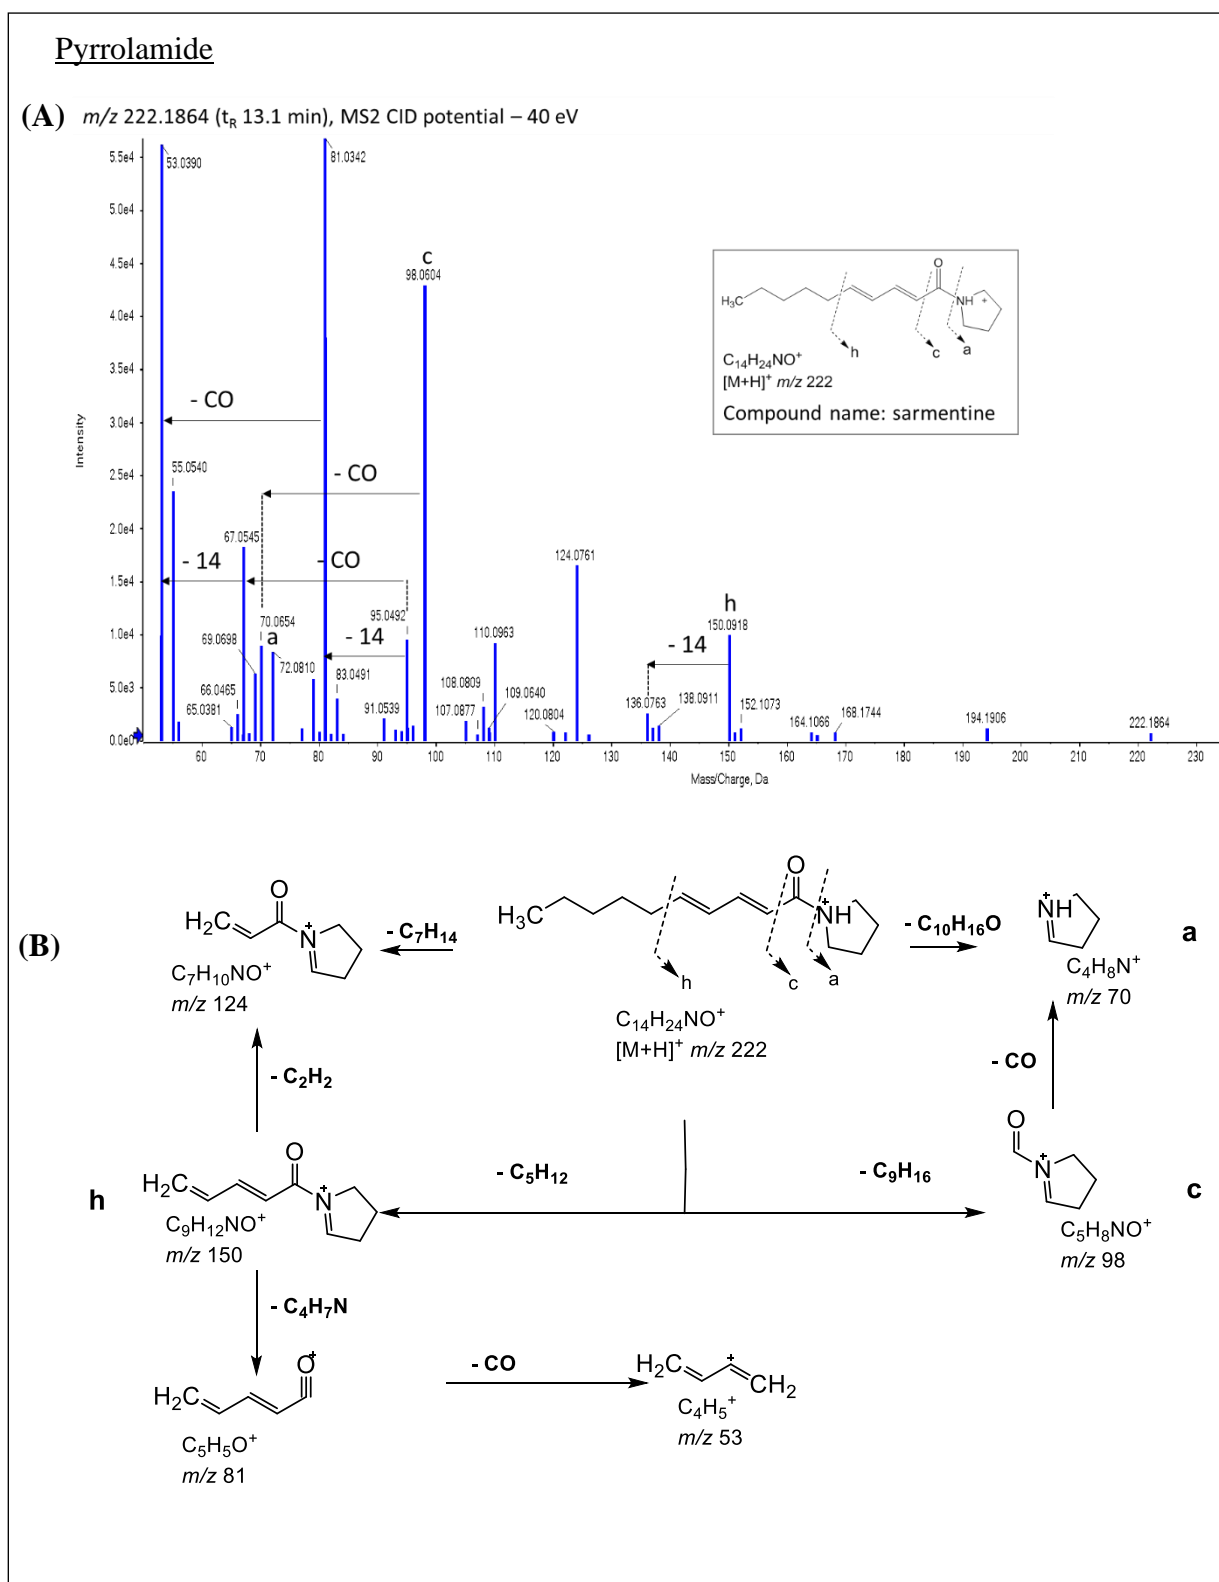 Pyrrolamide
(A) m/z 222.1864 (tR 13.1 min), MS2 CID potential – 40 eV
5.5e4
5.0e4
4.5e4
4.0e4
3.5e4
3.0e4
2.5e4
2.0e4
1.5e4
1.0e4
5.0e3
0.0e0
Intensity
53.0390
81.0342
c
98.0604
- CO
55.0540
- CO
67.0545
- 14
- CO
124.0761
70.0654
a
69.0698
72.0810
95.0492
- 14
110.0963
h
150.0918
- 14
66.0465
65.0381
83.0491
91.0539
108.0809
107.0877
109.0640
120.0804
136.0763
138.0911
152.1073
164.1066
168.1744
194.1906
222.1864
60 70 80 90 100 110 120 130 140 150 160 170 180 190 200 210 220 230
Mass/Charge, Da
O
H3C
NH +
h
c
a
C14H24NO+
[M+H]+ m/z 222
Compound name: sarmentine
(B)
O
H2C
N+
C7H10NO+
m/z 124
- C7H14
O
H3C
+NH
h
c
a
C14H24NO+
[M+H]+ m/z 222
- C10H16O
+NH
C4H8N+
m/z 70
a
- C2H2
- CO
h
O
H2C
N+
C9H12NO+
m/z 150
- C5H12
- C9H16
O
N+
C5H8NO+
m/z 98
c
- C4H7N
H2C
O+
C5H5O+
m/z 81
- CO
H2C
+
CH2
C4H5+
m/z 53